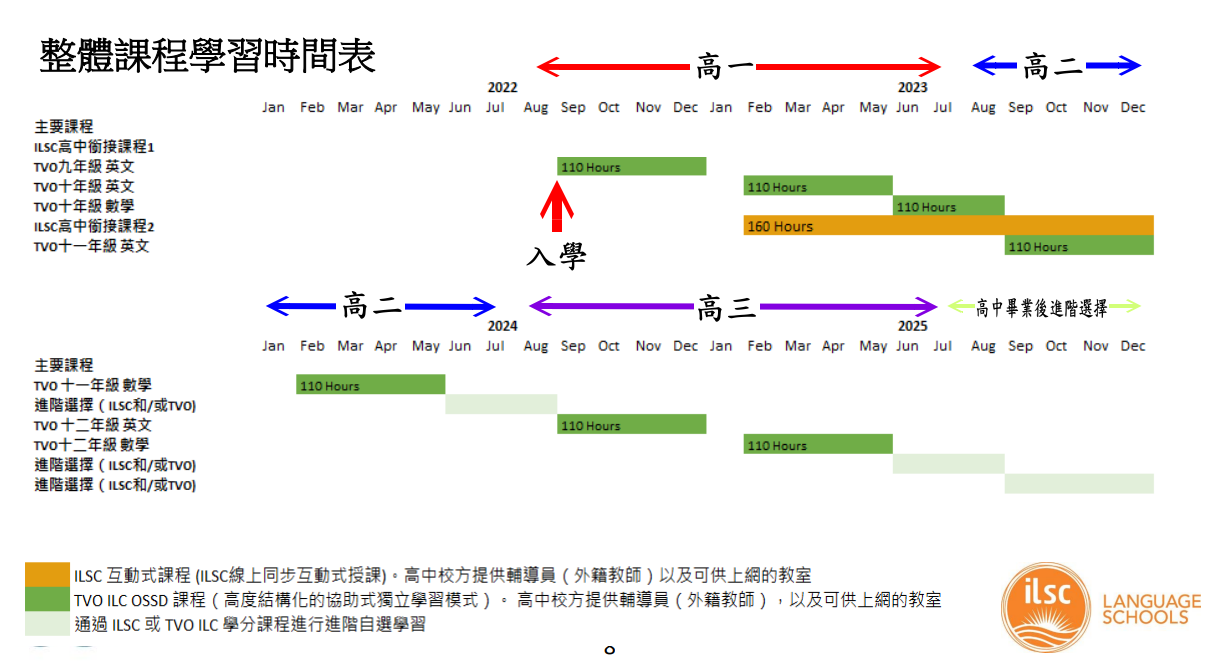 整體課程學習時間表
高一
高二
2022
2023
Jan Feb Mar Apr May Jun Jul Aug Sep Oct Nov Dec Jan Feb Mar Apr May Jun Jul Aug Sep Oct Nov Dec
主要課程
ILSC高中銜接課程1
TVO九年級 英文 110 Hours
TVO十年級 英文 110 Hours
TVO十年級 數學 110 Hours
ILSC高中銜接課程2 160 Hours
TVO十一年級 英文 110 Hours
入學
高二
高三
高中畢業後進階選擇
2024
2025
Jan Feb Mar Apr May Jun Jul Aug Sep Oct Nov Dec Jan Feb Mar Apr May Jun Jul Aug Sep Oct Nov Dec
主要課程
TVO 十一年級 數學 110 Hours
進階選擇（ILSC和/或TVO)
TVO 十二年級 英文 110 Hours
TVO十二年級 數學 110 Hours
進階選擇（ILSC和/或TVO)
進階選擇（ILSC和/或TVO)
ILSC 互動式課程 (ILSC線上同步互動式授課)。高中校方提供輔導員（外籍教師）以及可供上網的教室
TVO ILC OSSD 課程（高度結構化的協助式獨立學習模式）。 高中校方提供輔導員（外籍教師），以及可供上網的教室
通過 ILSC 或 TVO ILC 學分課程進行進階自選學習
ilsc
LANGUAGE
SCHOOLS